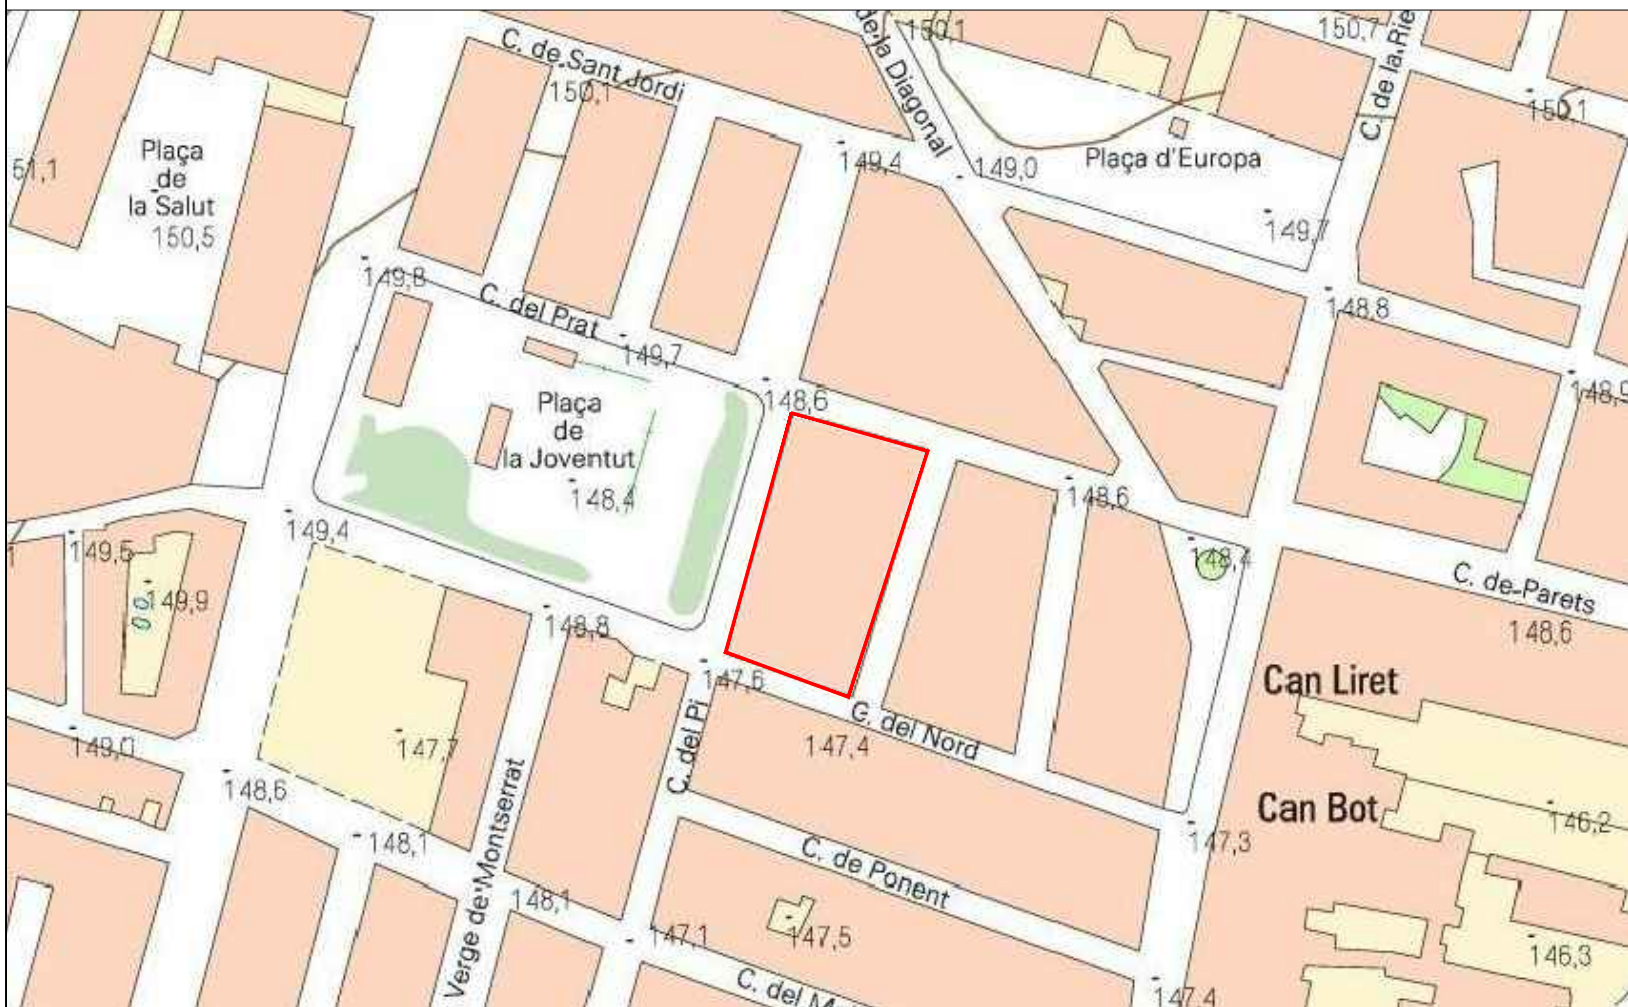 de la Diagonal
150,1
150,7
C. de la Rie
C. de Sant Jordi
150,1
150,1
149,4
149,0
Plaça d'Europa
51,1
Plaça
de
la Salut
150,5
149,7
149,8
C. del Prat
149,7
148,8
148,6
148,9
Plaça
de
la Joventut
148,4
148,6
149,4
149,5
148,4
C. de Parets
148,6
149,9
148,8
147,6
Can Liret
C. del Pi
C. del Nord
147,4
149,0
147,7
148,6
Can Bot
146,2
148,1
147,3
C. de Ponent
Verge de Montserrat
148,1
147,1
147,5
146,3
C. del M
147,4